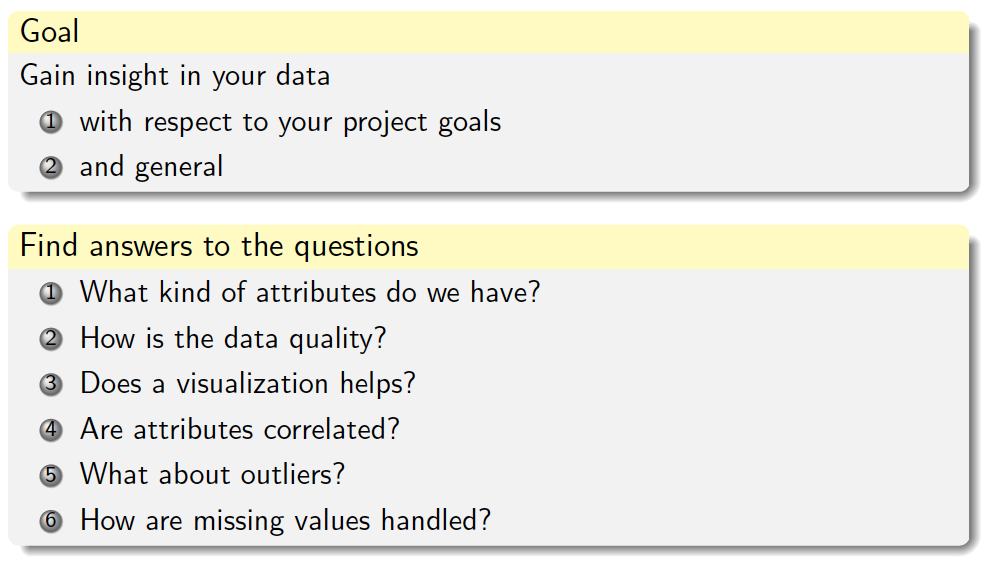 Goal
Gain insight in your data
1 with respect to your project goals
2 and general
Find answers to the questions
1 What kind of attributes do we have?
2 How is the data quality?
3 Does a visualization helps?
4 Are attributes correlated?
5 What about outliers?
6 How are missing values handled?